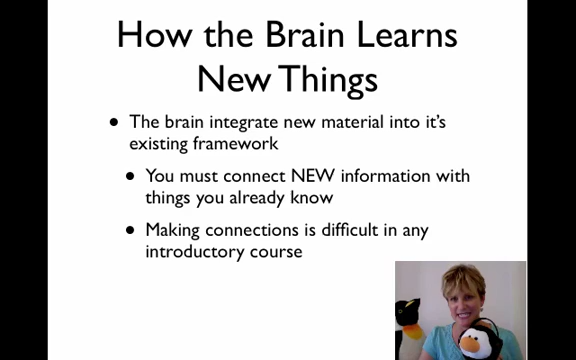 How the Brain Learns
New Things
• The brain integrate new material into it's
existing framework
• You must connect NEW information with
things you already know
• Making connections is difficult in any
introductory course